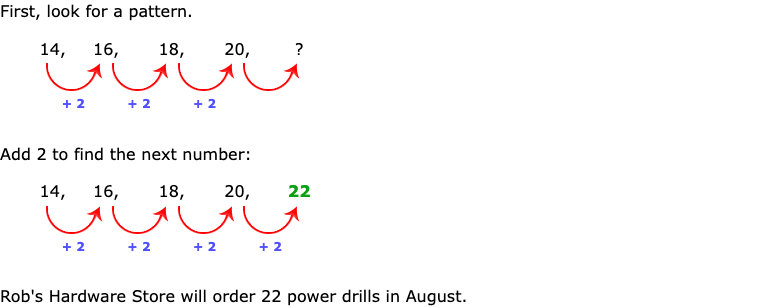 First, look for a pattern.
14, 16, 18, 20, ?
+ 2 + 2 + 2
Add 2 to find the next number:
14, 16, 18, 20, 22
+ 2 + 2 + 2 + 2
Rob's Hardware Store will order 22 power drills in August.